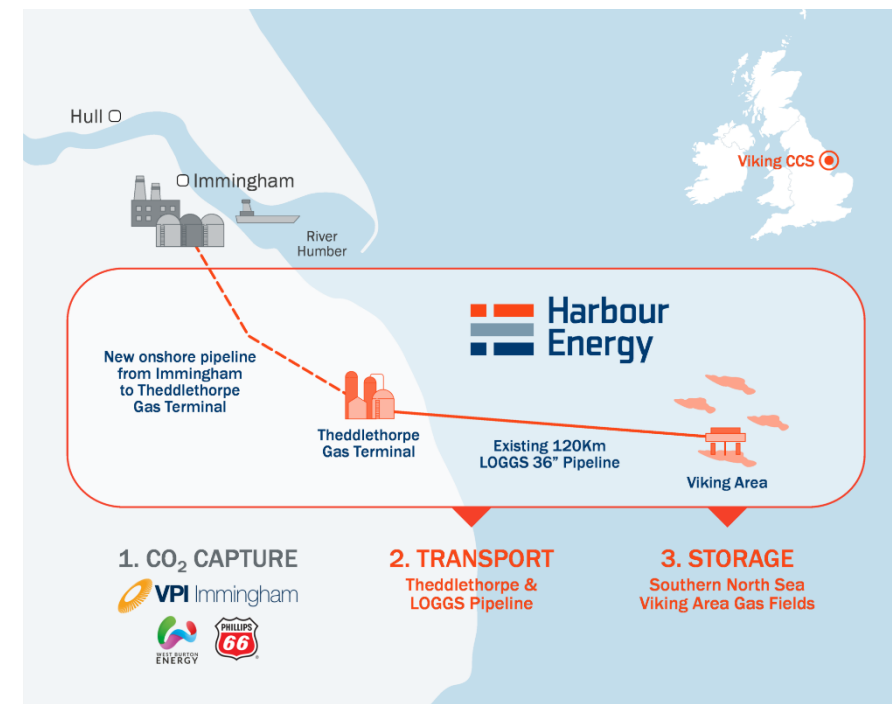 Hull
Immingham
River
Humber
Viking CCS
Harbour
Energy
New onshore pipeline
from Immingham
to Theddlethorpe
Gas Terminal
Theddlethorpe
Gas Terminal
Existing 120Km
LOGGS 36” Pipeline
Viking Area
1. CO₂ CAPTURE
VPI Immingham
WEST BURTON
ENERGY
PHILLIPS
66
2. TRANSPORT
Theddlethorpe &
LOGGS Pipeline
3. STORAGE
Southern North Sea
Viking Area Gas Fields